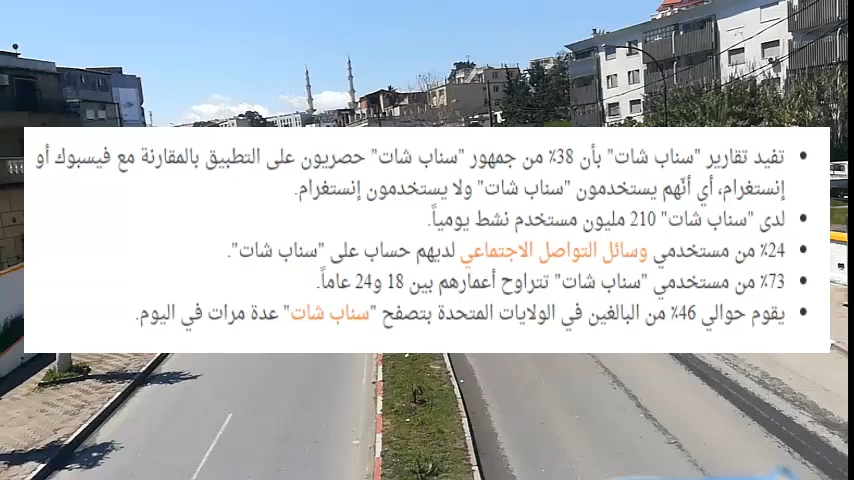 تفيد تقارير "سناب شات" بأن 38٪ من جمهور "سناب شات" حصريون على التطبيق بالمقارنة مع فيسبوك أو
إنستغرام، أي أنّهم يستخدمون "سناب شات" ولا يستخدمون إنستغرام.
لدى "سناب شات" 210 مليون مستخدم نشط يومياً.
24٪ من مستخدمي وسائل التواصل الاجتماعي لديهم حساب على "سناب شات".
73٪ من مستخدمي "سناب شات" تتراوح أعمارهم بين 18 و24 عاماً.
يقوم حوالي 46٪ من البالغين في الولايات المتحدة بتصفح "سناب شات" عدة مرات في اليوم.